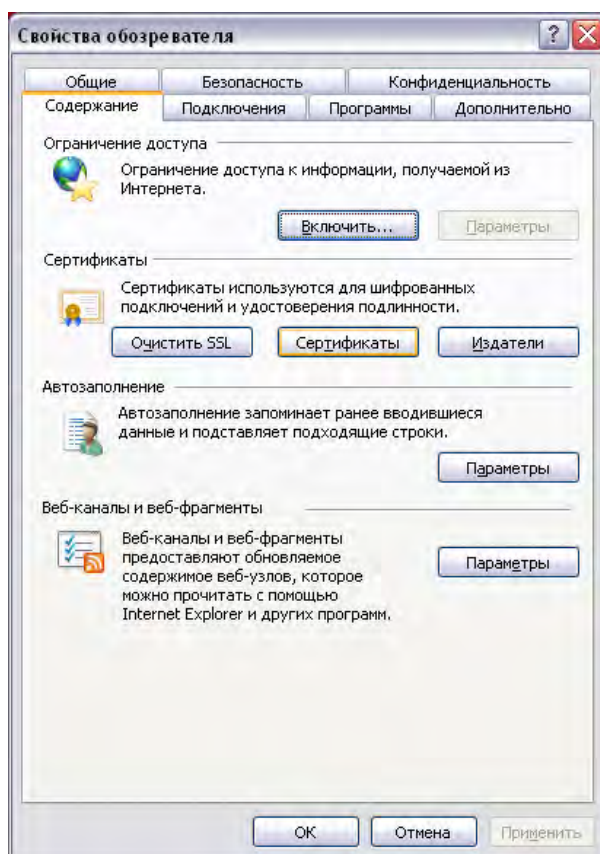 Свойства обозревателя
Общие Безопасность Конфиденциальность
Содержание Подключения Программы Дополнительно
Ограничение доступа
Ограничение доступа к информации, получаемой из
Интернета.
Включить... Параметры
Сертификаты
Сертификаты используются для шифрованных
подключений и удостоверения подлинности.
Очистить SSL Сертификаты Издатели
Автозаполнение
Автозаполнение запоминает ранее вводившиеся
данные и подставляет подходящие строки.
Параметры
Веб-каналы и веб-фрагменты
Веб-каналы и веб-фрагменты
предоставляют обновляемое
содержимое веб-узлов, которое
можно прочитать с помощью
Internet Explorer и других программ.
Параметры
ОК Отмена Применить